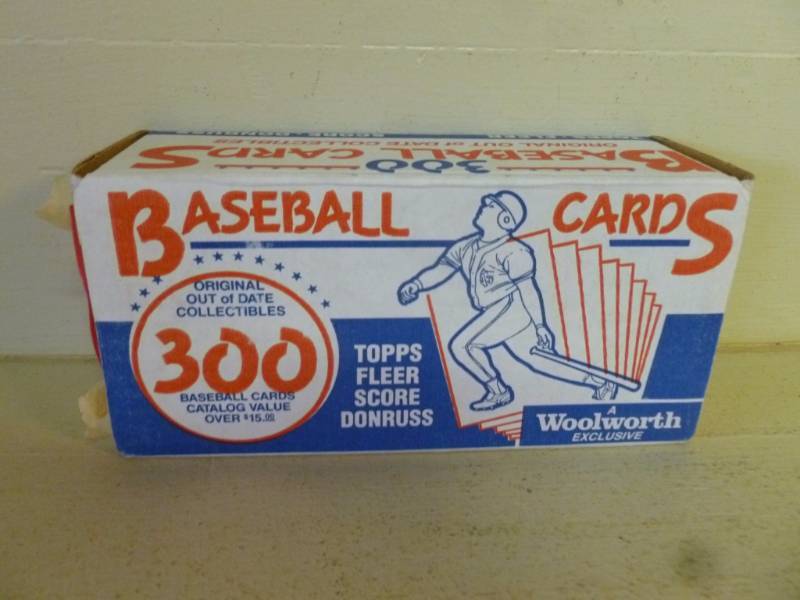 BASEBALL CARDS
ORIGINAL
OUT of DATE
COLLECTIBLES
300
BASEBALL CARDS
CATALOG VALUE
OVER $15.00
TOPPS
FLEER
SCORE
DONRUSS
A
Woolworth
EXCLUSIVE
300
BASEBALL CARDS
ORIGINAL OUT of DATE COLLECTIBLES